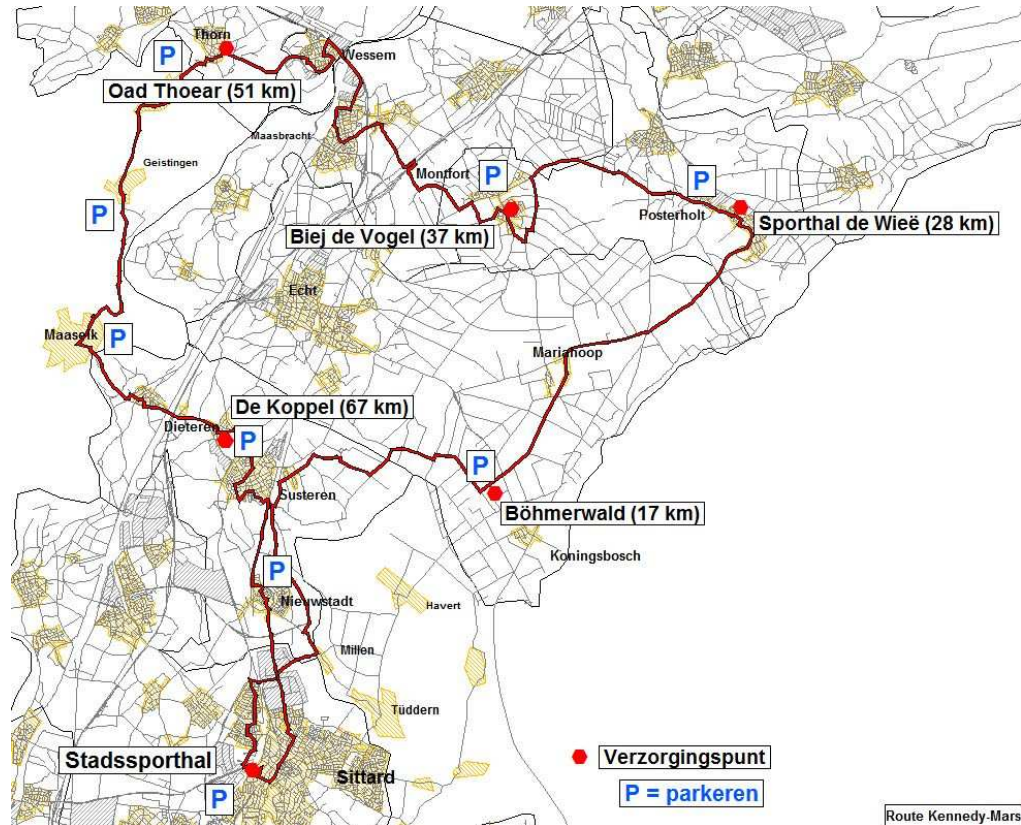 Thorn
P
Wessem
Oad Thoear (51 km)
Maasbracht
Geistingen
Montfort
P
P
P
Posterholt
Biej de Vogel (37 km)
Sporthal de Wieë (28 km)
Echt
Maaseik
P
Mariahoop
De Koppel (67 km)
Dieteren
P
P
Susteren
Böhmerwald (17 km)
Koningsbosch
P
Nieuwstadt
Havert
Millen
Tüddern
Stadssporthal
Sittard
Verzorgingspunt
P
P = parkeren
Route Kennedy-Mars